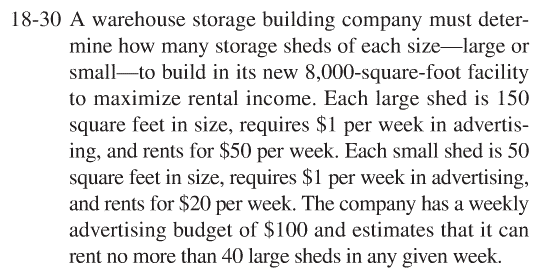 18-30 A warehouse storage building company must deter-
mine how many storage sheds of each size—large or
small—to build in its new 8,000-square-foot facility
to maximize rental income. Each large shed is 150
square feet in size, requires $1 per week in advertis-
ing, and rents for $50 per week. Each small shed is 50
square feet in size, requires $1 per week in advertising,
and rents for $20 per week. The company has a weekly
advertising budget of $100 and estimates that it can
rent no more than 40 large sheds in any given week.